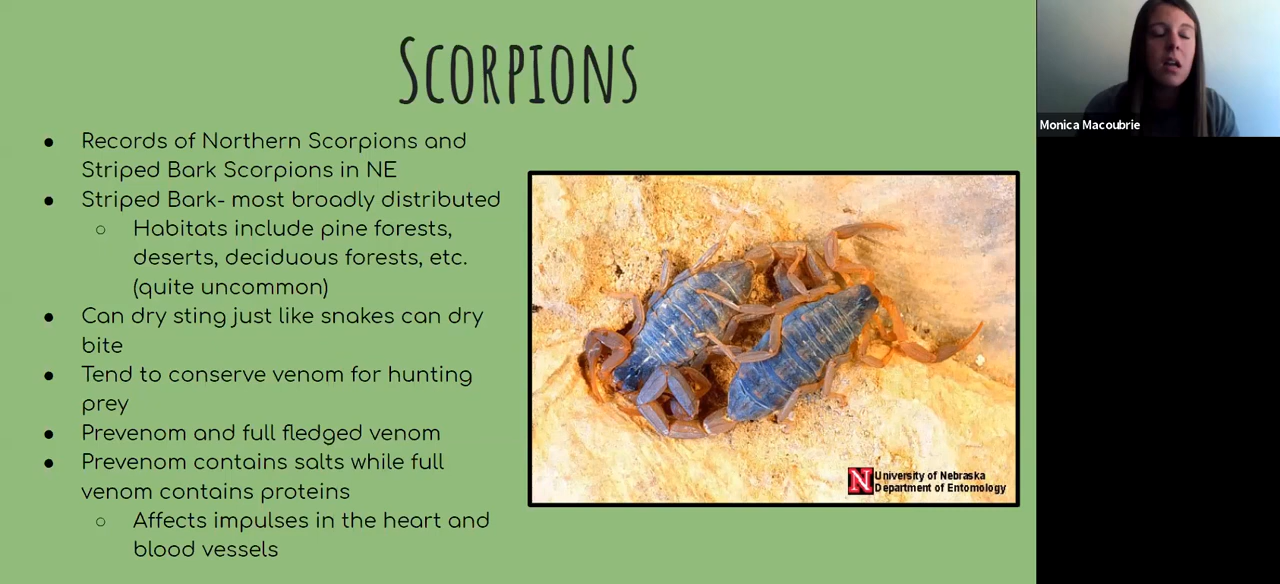 Scorpions
Records of Northern Scorpions and
Striped Bark Scorpions in NE
Striped Bark- most broadly distributed
Habitats include pine forests,
deserts, deciduous forests, etc.
(quite uncommon)
Can dry sting just like snakes can dry
bite
Tend to conserve venom for hunting
prey
Prevenom and full fledged venom
Prevenom contains salts while full
venom contains proteins
Affects impulses in the heart and
blood vessels
N University of Nebraska
Department of Entomology
Monica Macoubrie